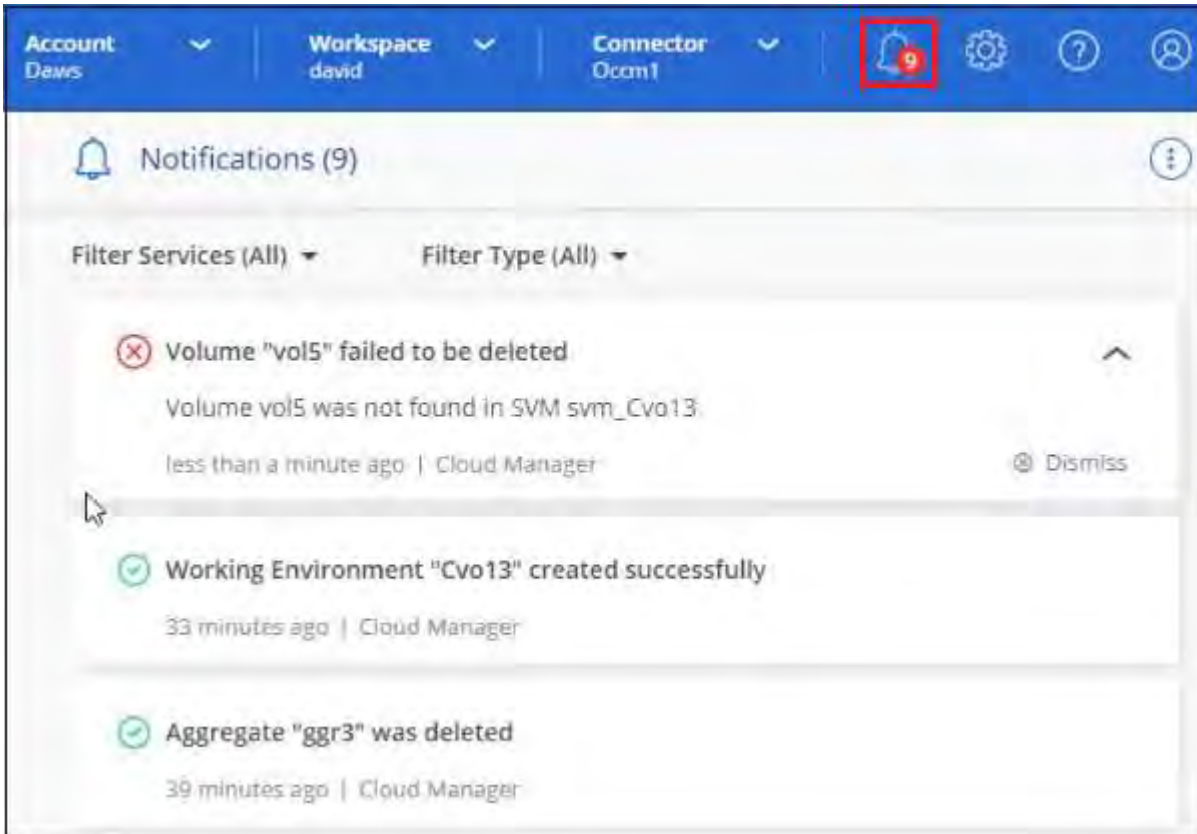 Account
Daws
Workspace
david
Connector
Occm1
9
Notifications (9)
Filter Services (All)
Filter Type (All)
Volume "vol5" failed to be deleted
Volume vol5 was not found in SVM svm_Cvo13
less than a minute ago | Cloud Manager
Dismiss
Working Environment "Cvo13" created successfully
33 minutes ago | Cloud Manager
Aggregate "ggr3" was deleted
39 minutes ago | Cloud Manager